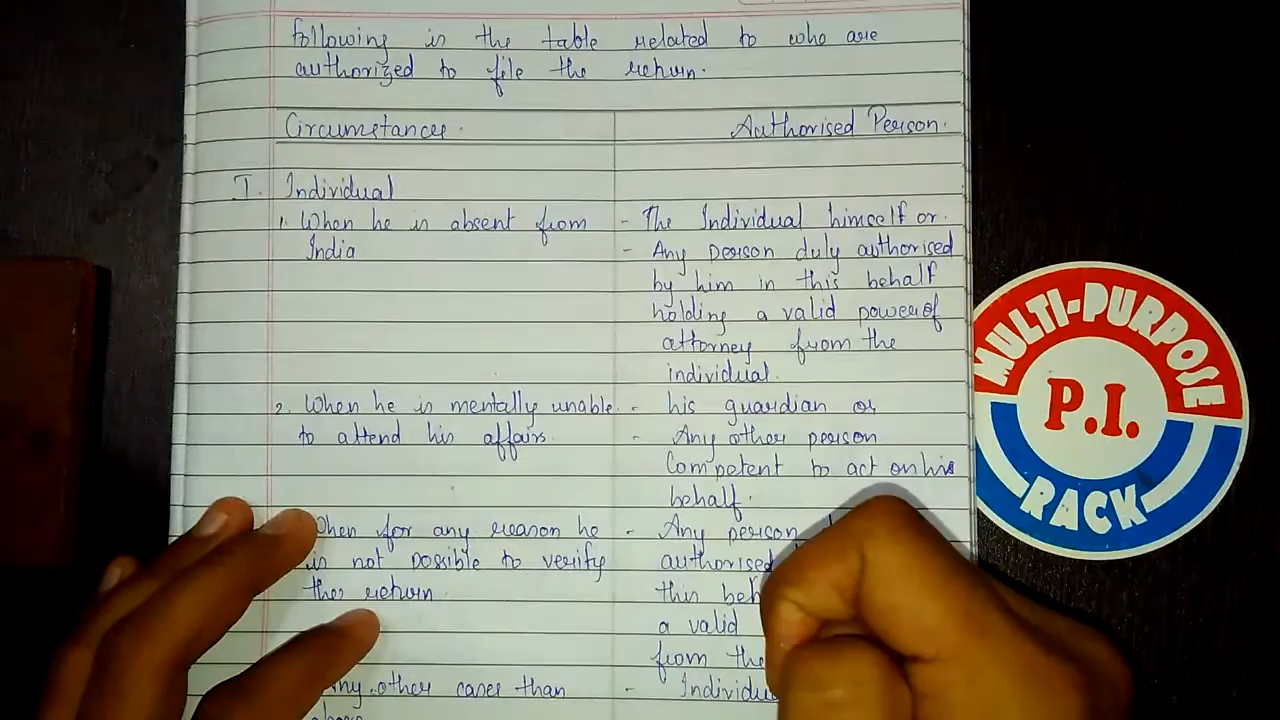 following is the table related to who are
authorized to file the return.
Circumstances. Authorised Person.
I. Individual
1. When he is absent from - The Individual himself or.
India - Any person duly authorised
by him in this behalf
holding a valid power of
attorney from the
individual.
2. When he is mentally unable. - his guardian or
to attend his affairs. - Any other person
Competent to act on his
behalf.
When for any reason he - Any person
is not possible to verify authorised
the return. this beh
a valid
from the
Any other cases than - Individu
above
MULTI-PURPOSE
P.I.
RACK